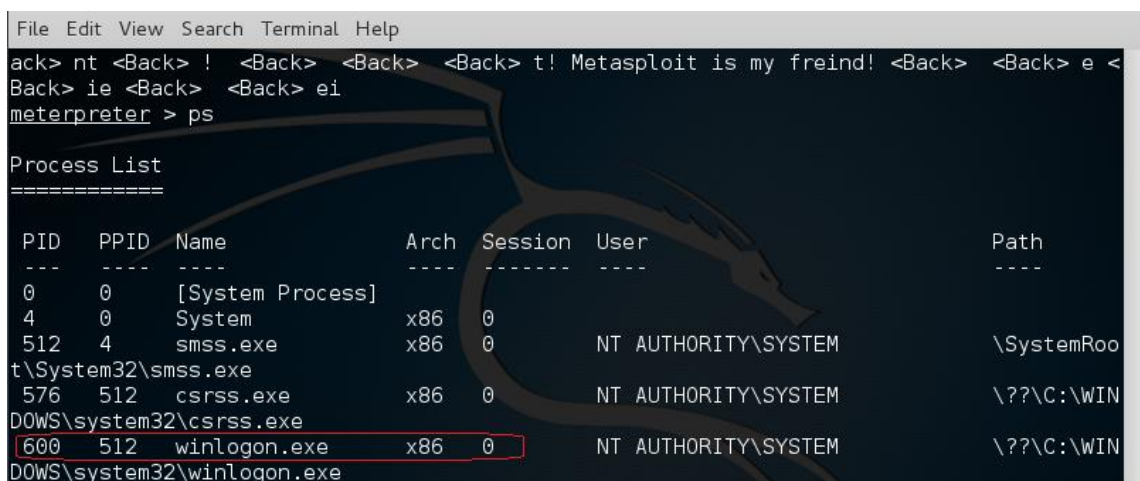 File Edit View Search Terminal Help
ack> nt <Back> ! <Back> <Back> <Back> t! Metasploit is my freind! <Back> <Back> e <
Back> ie <Back> <Back> ei
meterpreter > ps
Process List
============
PID PPID Name Arch Session User Path
--- ---- ---- ---- ------- ---- ----
0 0 [System Process]
4 0 System x86 0
512 4 smss.exe x86 0 NT AUTHORITY\SYSTEM \SystemRoo
t\System32\smss.exe
576 512 csrss.exe x86 0 NT AUTHORITY\SYSTEM \??\C:\WIN
DOWS\system32\csrss.exe
600 512 winlogon.exe x86 0 NT AUTHORITY\SYSTEM \??\C:\WIN
DOWS\system32\winlogon.exe